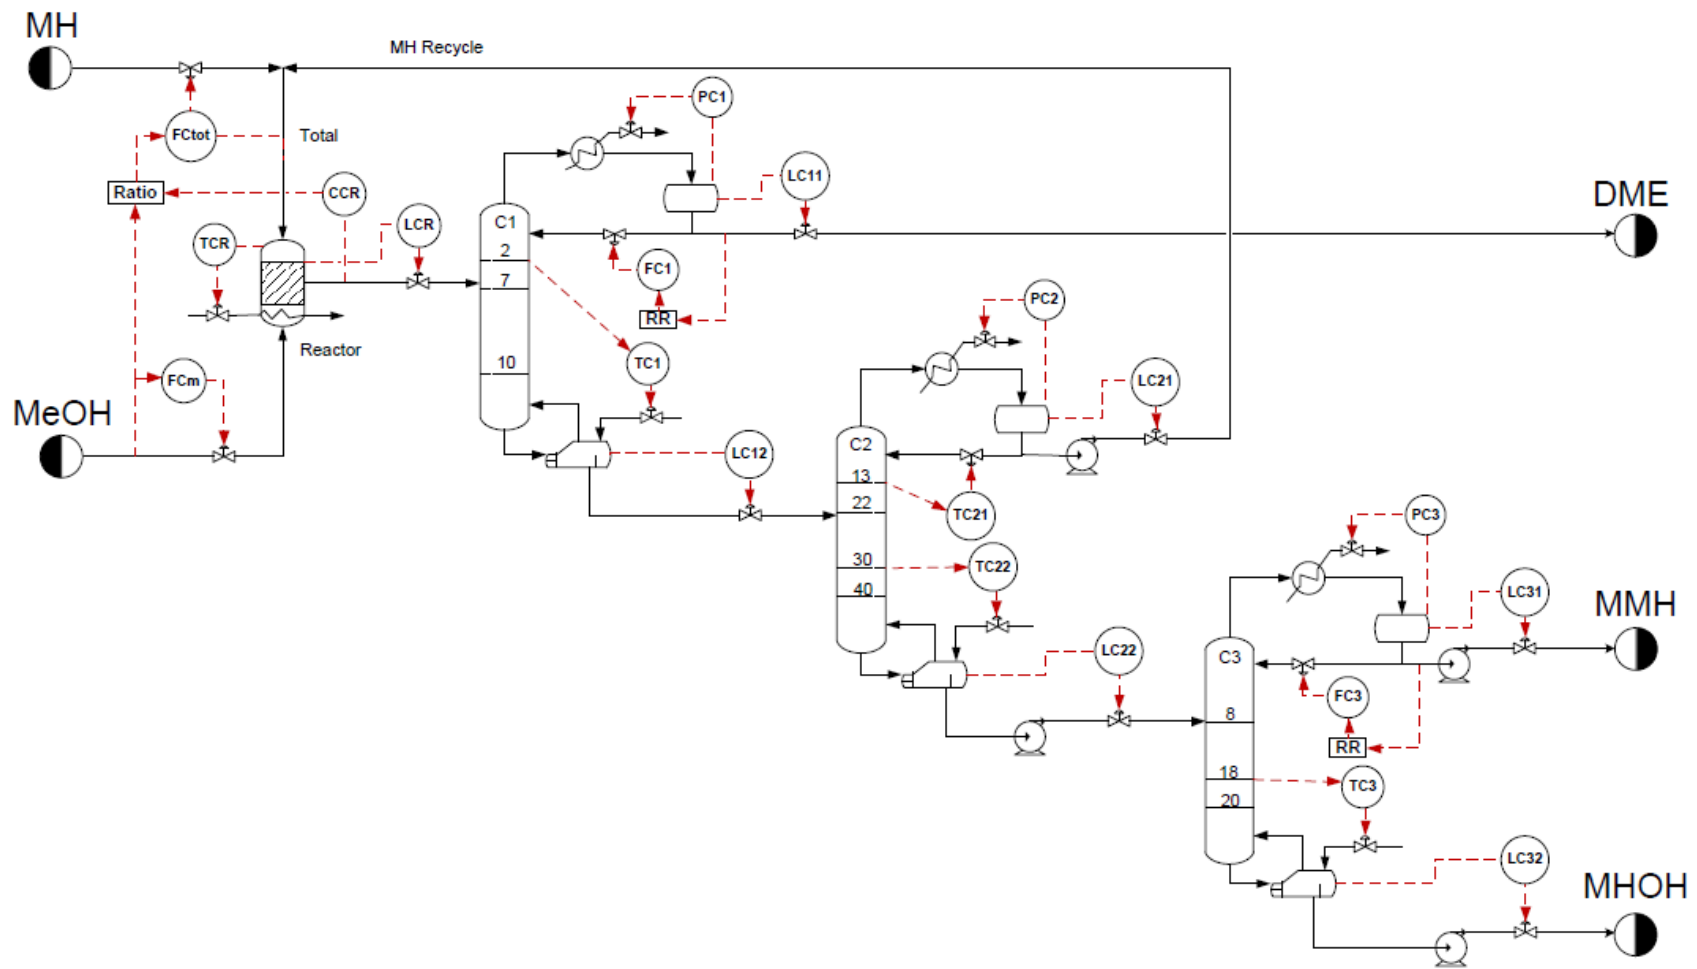 MH
MH Recycle
PC1
FCtot
Total
LC11
Ratio
CCR
DME
LCR
C1
TCR
2
7
FC1
RR
PC2
Reactor
10
TC1
FCm
LC21
MeOH
C2
LC12
13
22
TC21
PC3
30
TC22
40
LC31
MMH
LC22
C3
FC3
8
RR
18
TC3
20
LC32
MHOH